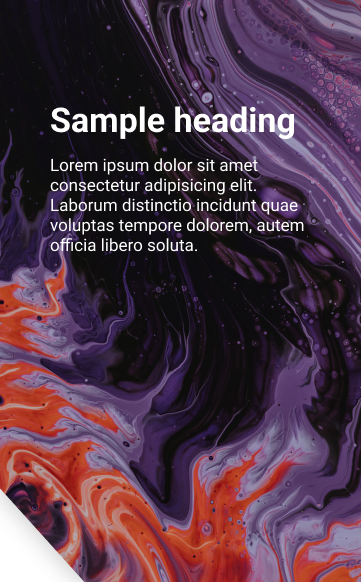 Sample heading
Lorem ipsum dolor sit amet
consectetur adipisicing elit.
Laborum distinctio incidunt quae
voluptas tempore dolorem, autem
officia libero soluta.